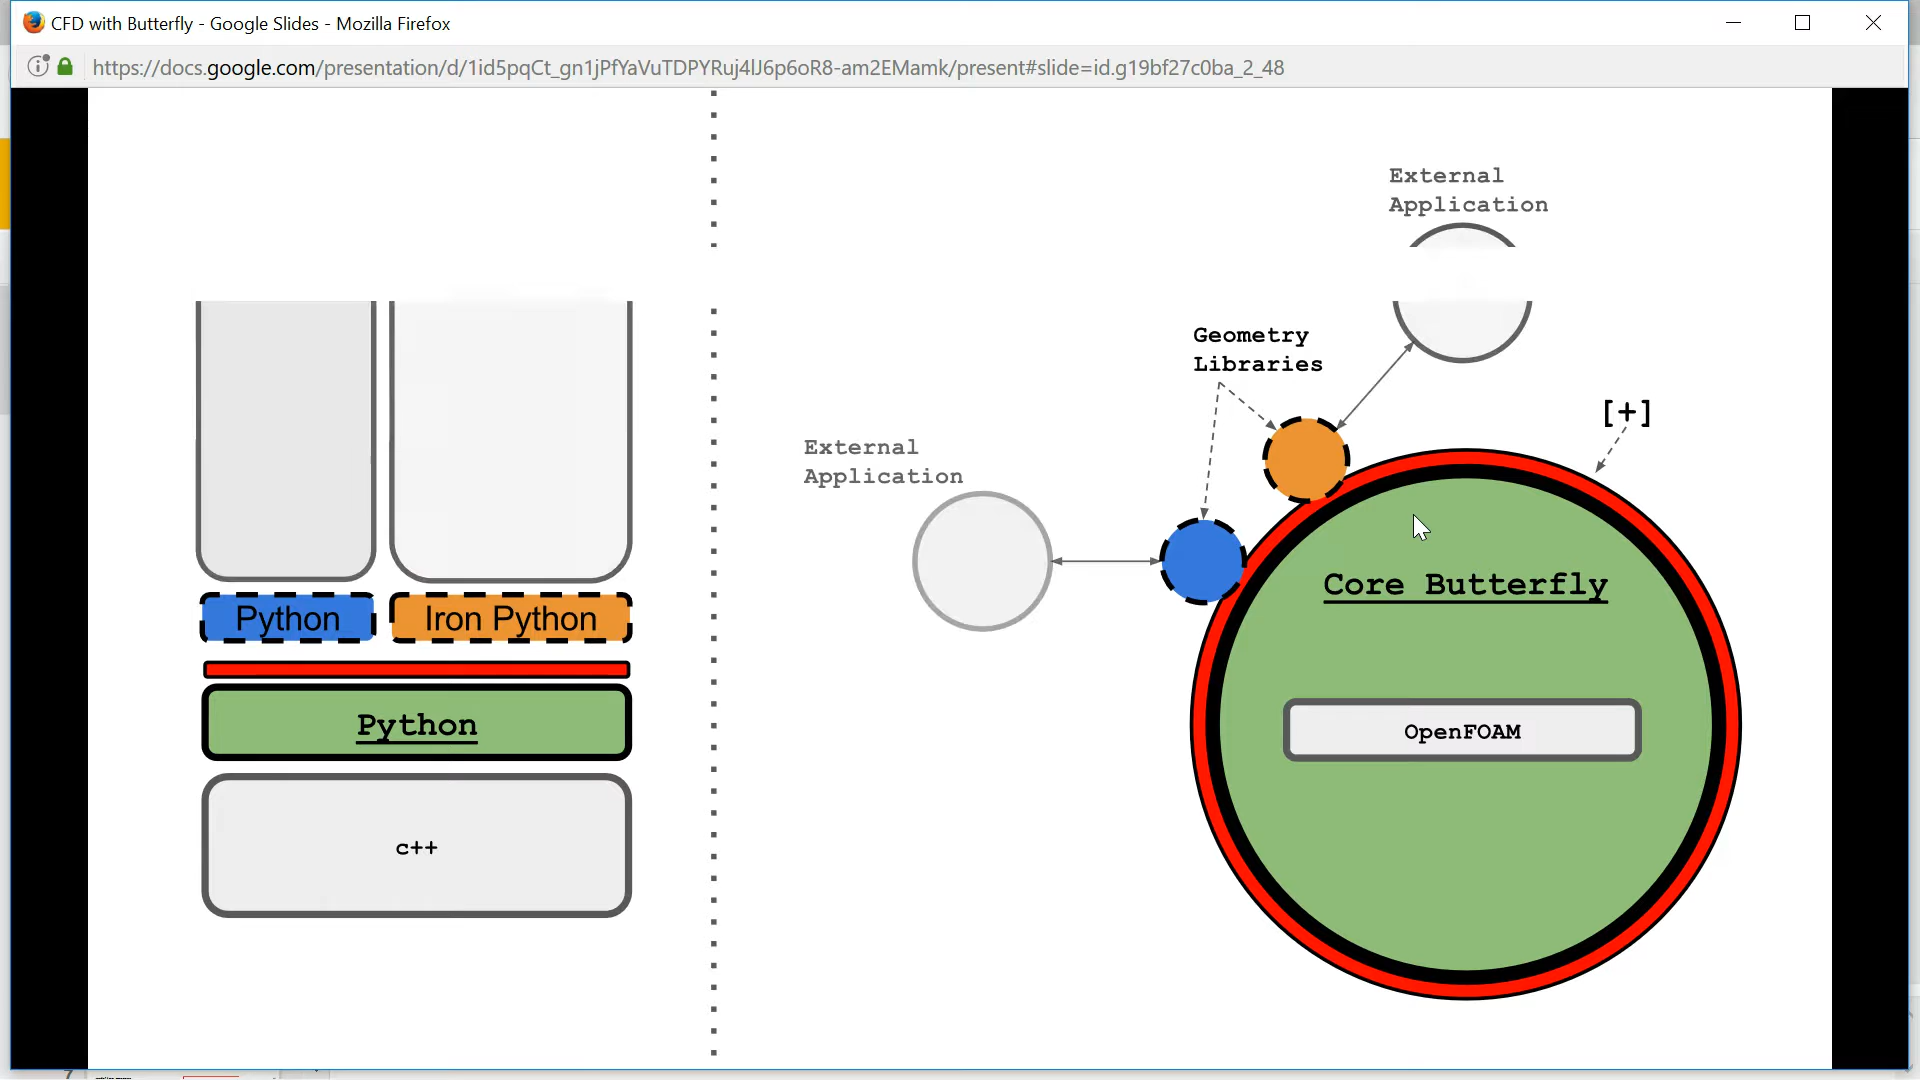 CFD with Butterfly - Google Slides - Mozilla Firefox
https://docs.google.com/presentation/d/1id5pqCt_gn1jPfYaVuTDPYRuj4lJ6p6oR8-am2EMamk/present#slide=id.g19bf27c0ba_2_48
External
Application
Geometry
Libraries
[+]
External
Application
Core Butterfly
Python
Iron Python
Python
OpenFOAM
c++
7